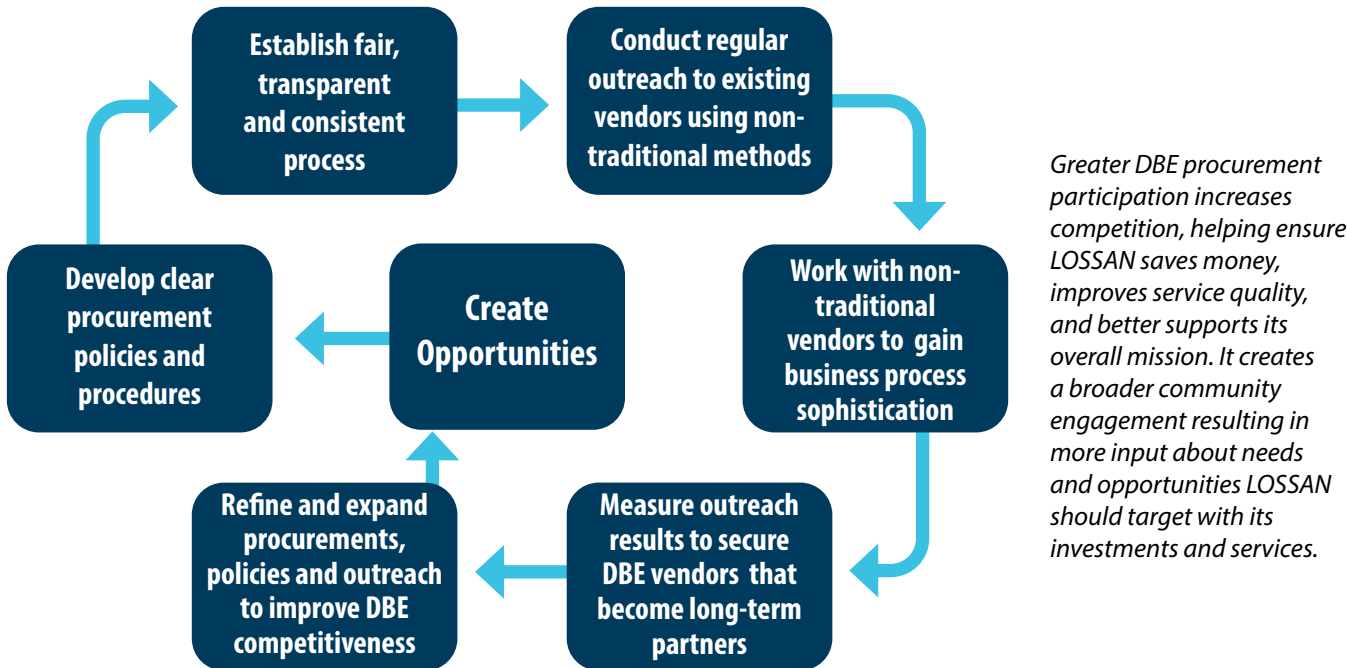 Establish fair,
transparent
and consistent
process
Conduct regular
outreach to existing
vendors using non-
traditional methods
Work with non-
traditional
vendors to  gain
business process
sophistication
Measure outreach
results to secure
DBE vendors  that
become long-term
partners
Refine and expand
procurements,
policies and outreach
to improve DBE
competitiveness
Create
Opportunities
Develop clear
procurement
policies and
procedures
Greater DBE procurement
participation increases
competition, helping ensure
LOSSAN saves money,
improves service quality,
and better supports its
overall mission. It creates
a broader community
engagement resulting in
more input about needs
and opportunities LOSSAN
should target with its
investments and services.